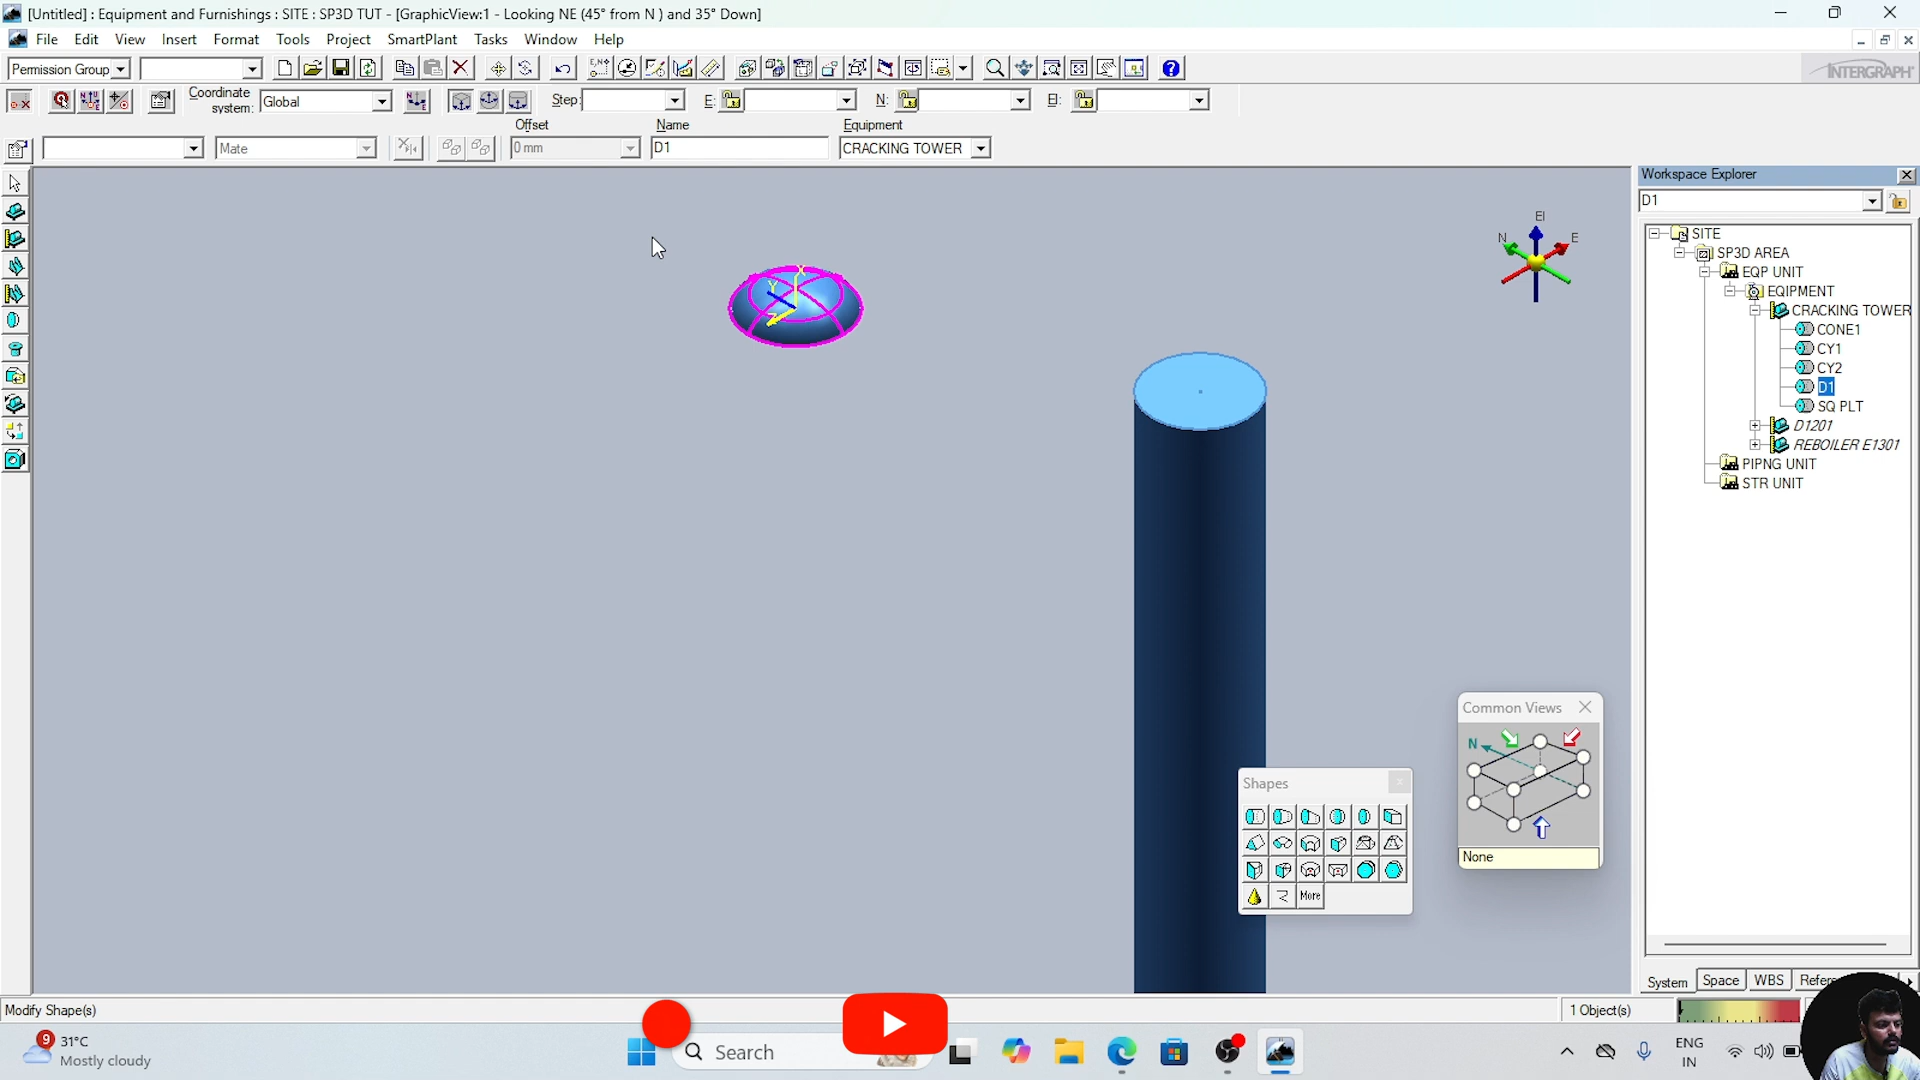 [Untitled] : Equipment and Furnishings : SITE : SP3D TUT - [GraphicView:1 - Looking NE (45° from N ) and 35° Down]
File Edit View Insert Format Tools Project SmartPlant Tasks Window Help
Permission Group
INTERGRAPH
Coordinate system: Global Step: E: N: El:
Offset Name Equipment
Mate 0 mm D1 CRACKING TOWER
Workspace Explorer
D1
SITE
SP3D AREA
EQP UNIT
EQIPMENT
CRACKING TOWER
CONE1
CY1
CY2
D1
SQ PLT
D1201
REBOILER E1301
PIPNG UNIT
STR UNIT
El
N E
X
Y
Common Views
N
None
Shapes
More
System Space WBS Refer
Modify Shape(s) 1 Object(s)
9
31°C
Mostly cloudy
Search
ENG
IN